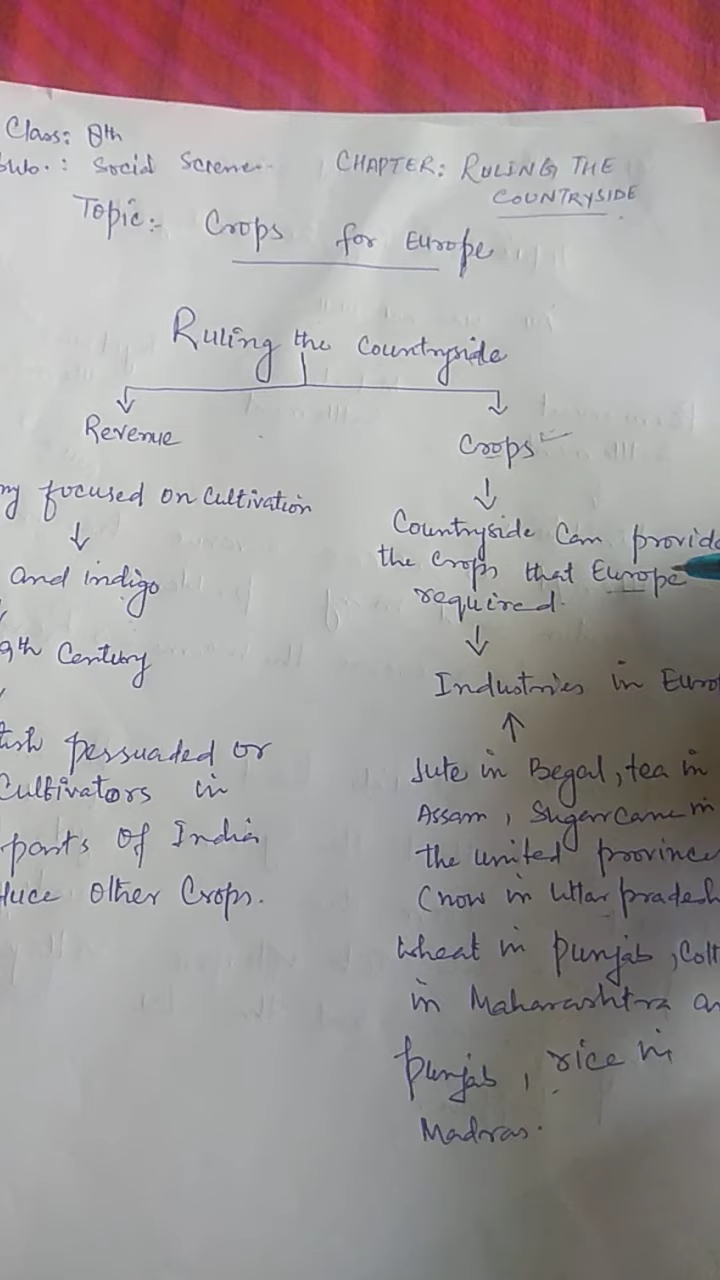 Class: 8th
Sub.: Social Science
CHAPTER: RULING THE
COUNTRYSIDE
Topic:- Crops for Europe
Ruling the Countryside
Revenue
ny focused on Cultivation
and indigo
9th Century
tish persuaded or
Cultivators in
parts of India
duce other Crops.
Crops
Countryside Can provide
the Crops that Europe
required.
Industries in Euro
Jute in Begal, tea in
Assam, Sugarcane in
the united province
(now in Uttar pradesh
wheat in punjab, Cott
in Maharashtra an
punjab, rice in
Madras.